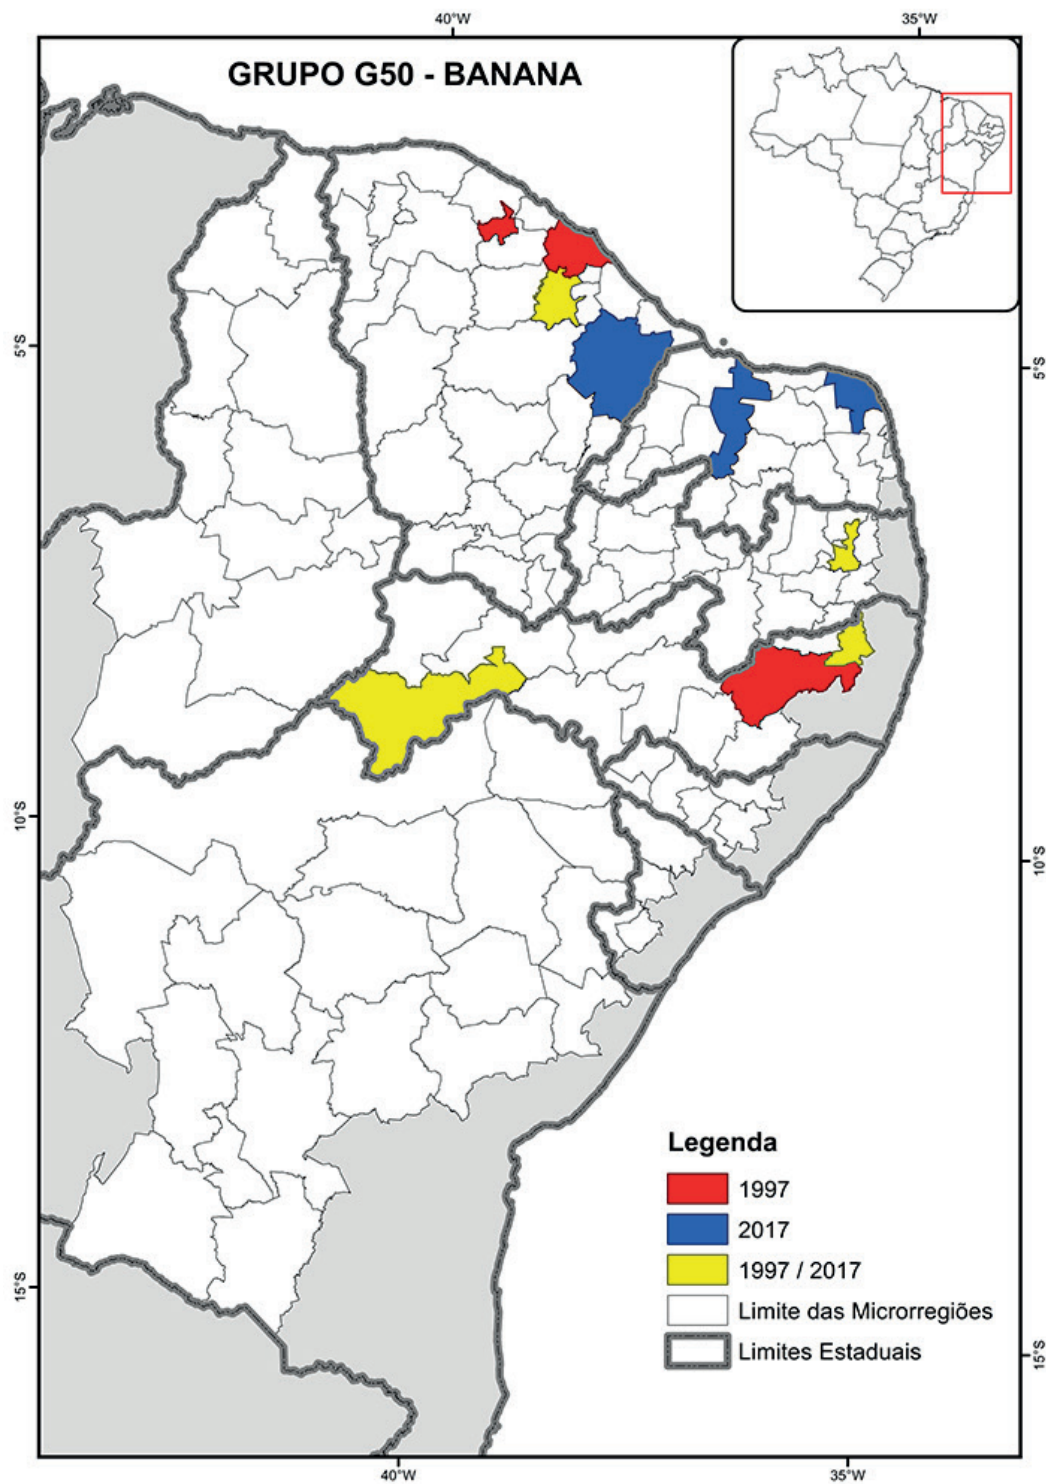 40°W
35°W
GRUPO G50 - BANANA
5°S
5°S
10°S
10°S
Legenda
1997
2017
1997 / 2017
Limite das Microrregiões
Limites Estaduais
15°S
15°S
40°W
35°W